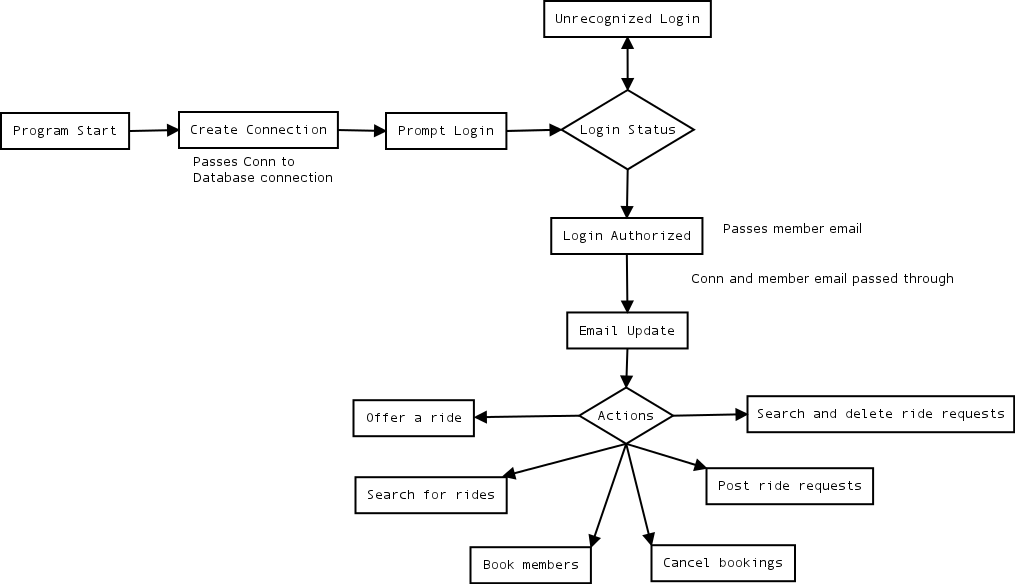 Unrecognized Login
Program Start
Create Connection
Prompt Login
Login Status
Passes Conn to
Database connection
Login Authorized
Passes member email
Conn and member email passed through
Email Update
Offer a ride
Actions
Search and delete ride requests
Search for rides
Post ride requests
Book members
Cancel bookings